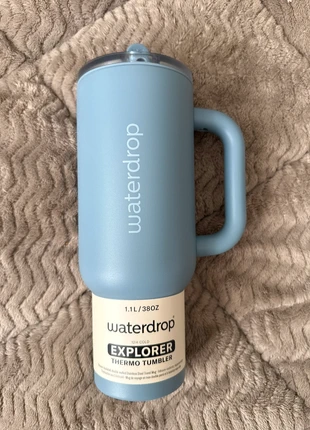 waterdrop
1.1L/38OZ
waterdrop
EXPLORER
THERMO TUMBLER